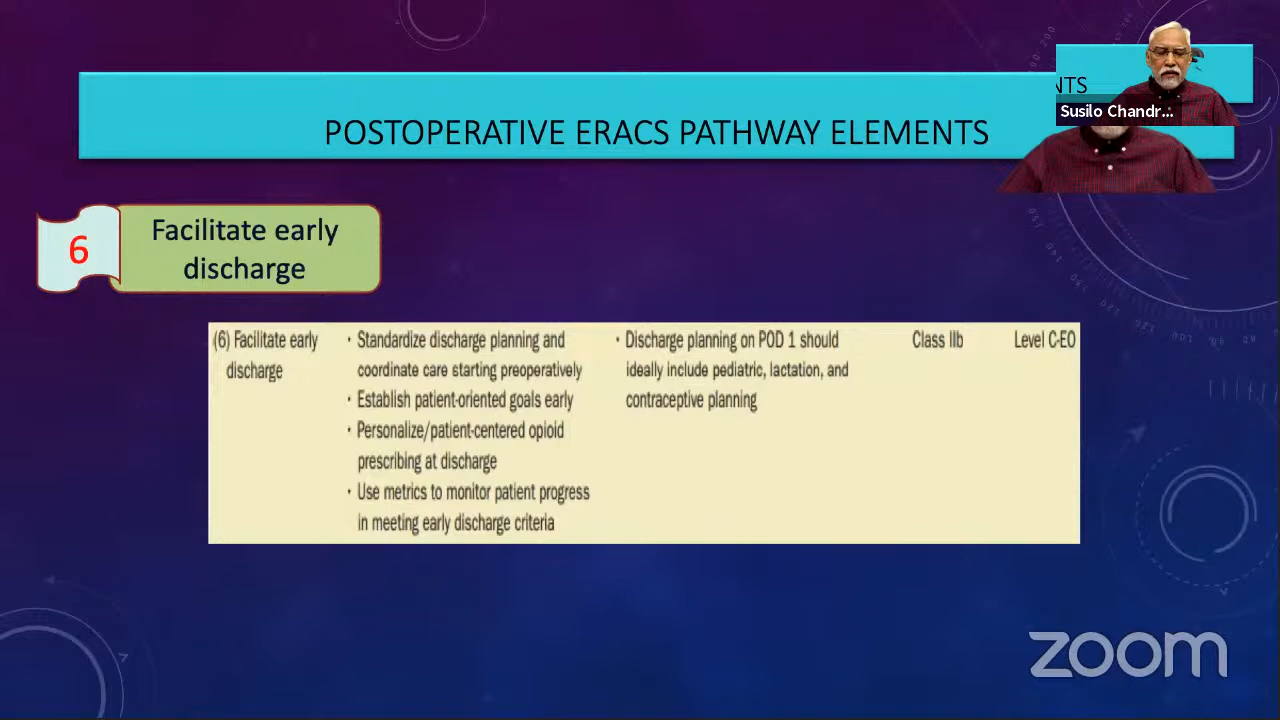 NTS
Susilo Chandr...
POSTOPERATIVE ERACS PATHWAY ELEMENTS
6
Facilitate early
discharge
(6) Facilitate early
discharge
· Standardize discharge planning and
coordinate care starting preoperatively
· Establish patient-oriented goals early
· Personalize/patient-centered opioid
prescribing at discharge
· Use metrics to monitor patient progress
in meeting early discharge criteria
· Discharge planning on POD 1 should
ideally include pediatric, lactation, and
contraceptive planning
Class IIb
Level C-EO
zoom